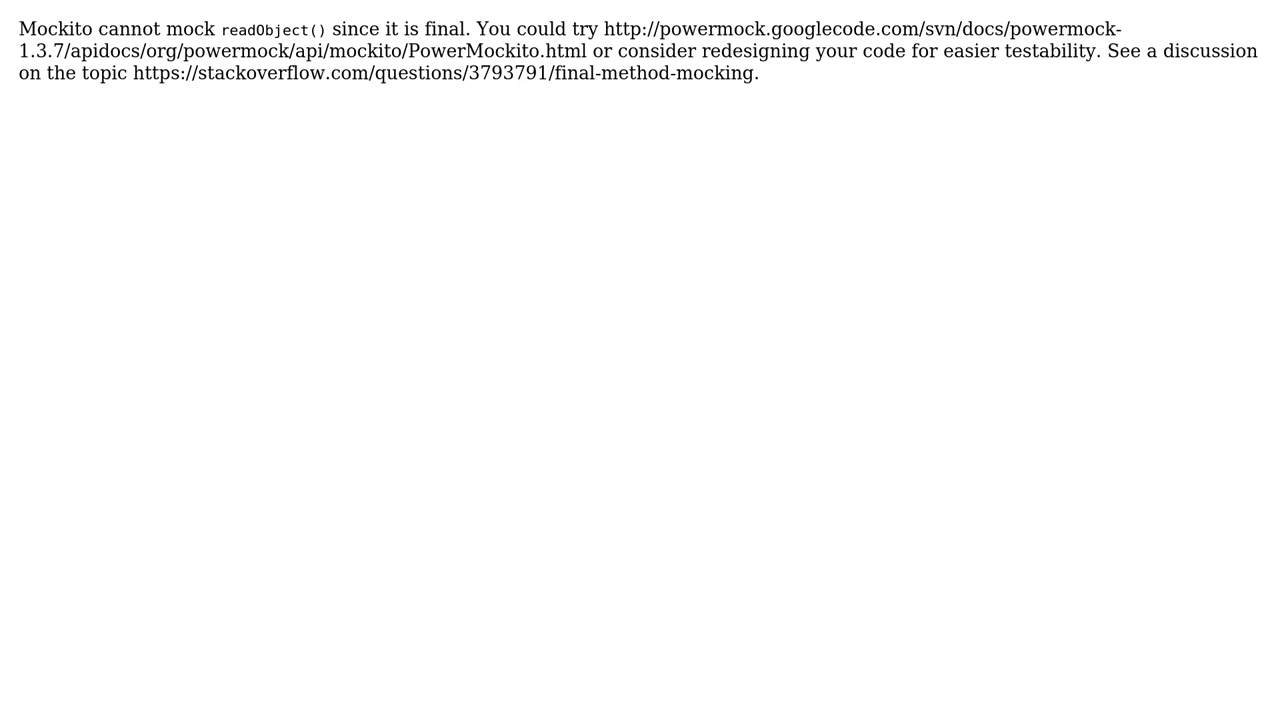 Mockito cannot mock readObject() since it is final. You could try http://powermock.googlecode.com/svn/docs/powermock-
1.3.7/apidocs/org/powermock/api/mockito/PowerMockito.html or consider redesigning your code for easier testability. See a discussion
on the topic https://stackoverflow.com/questions/3793791/final-method-mocking.